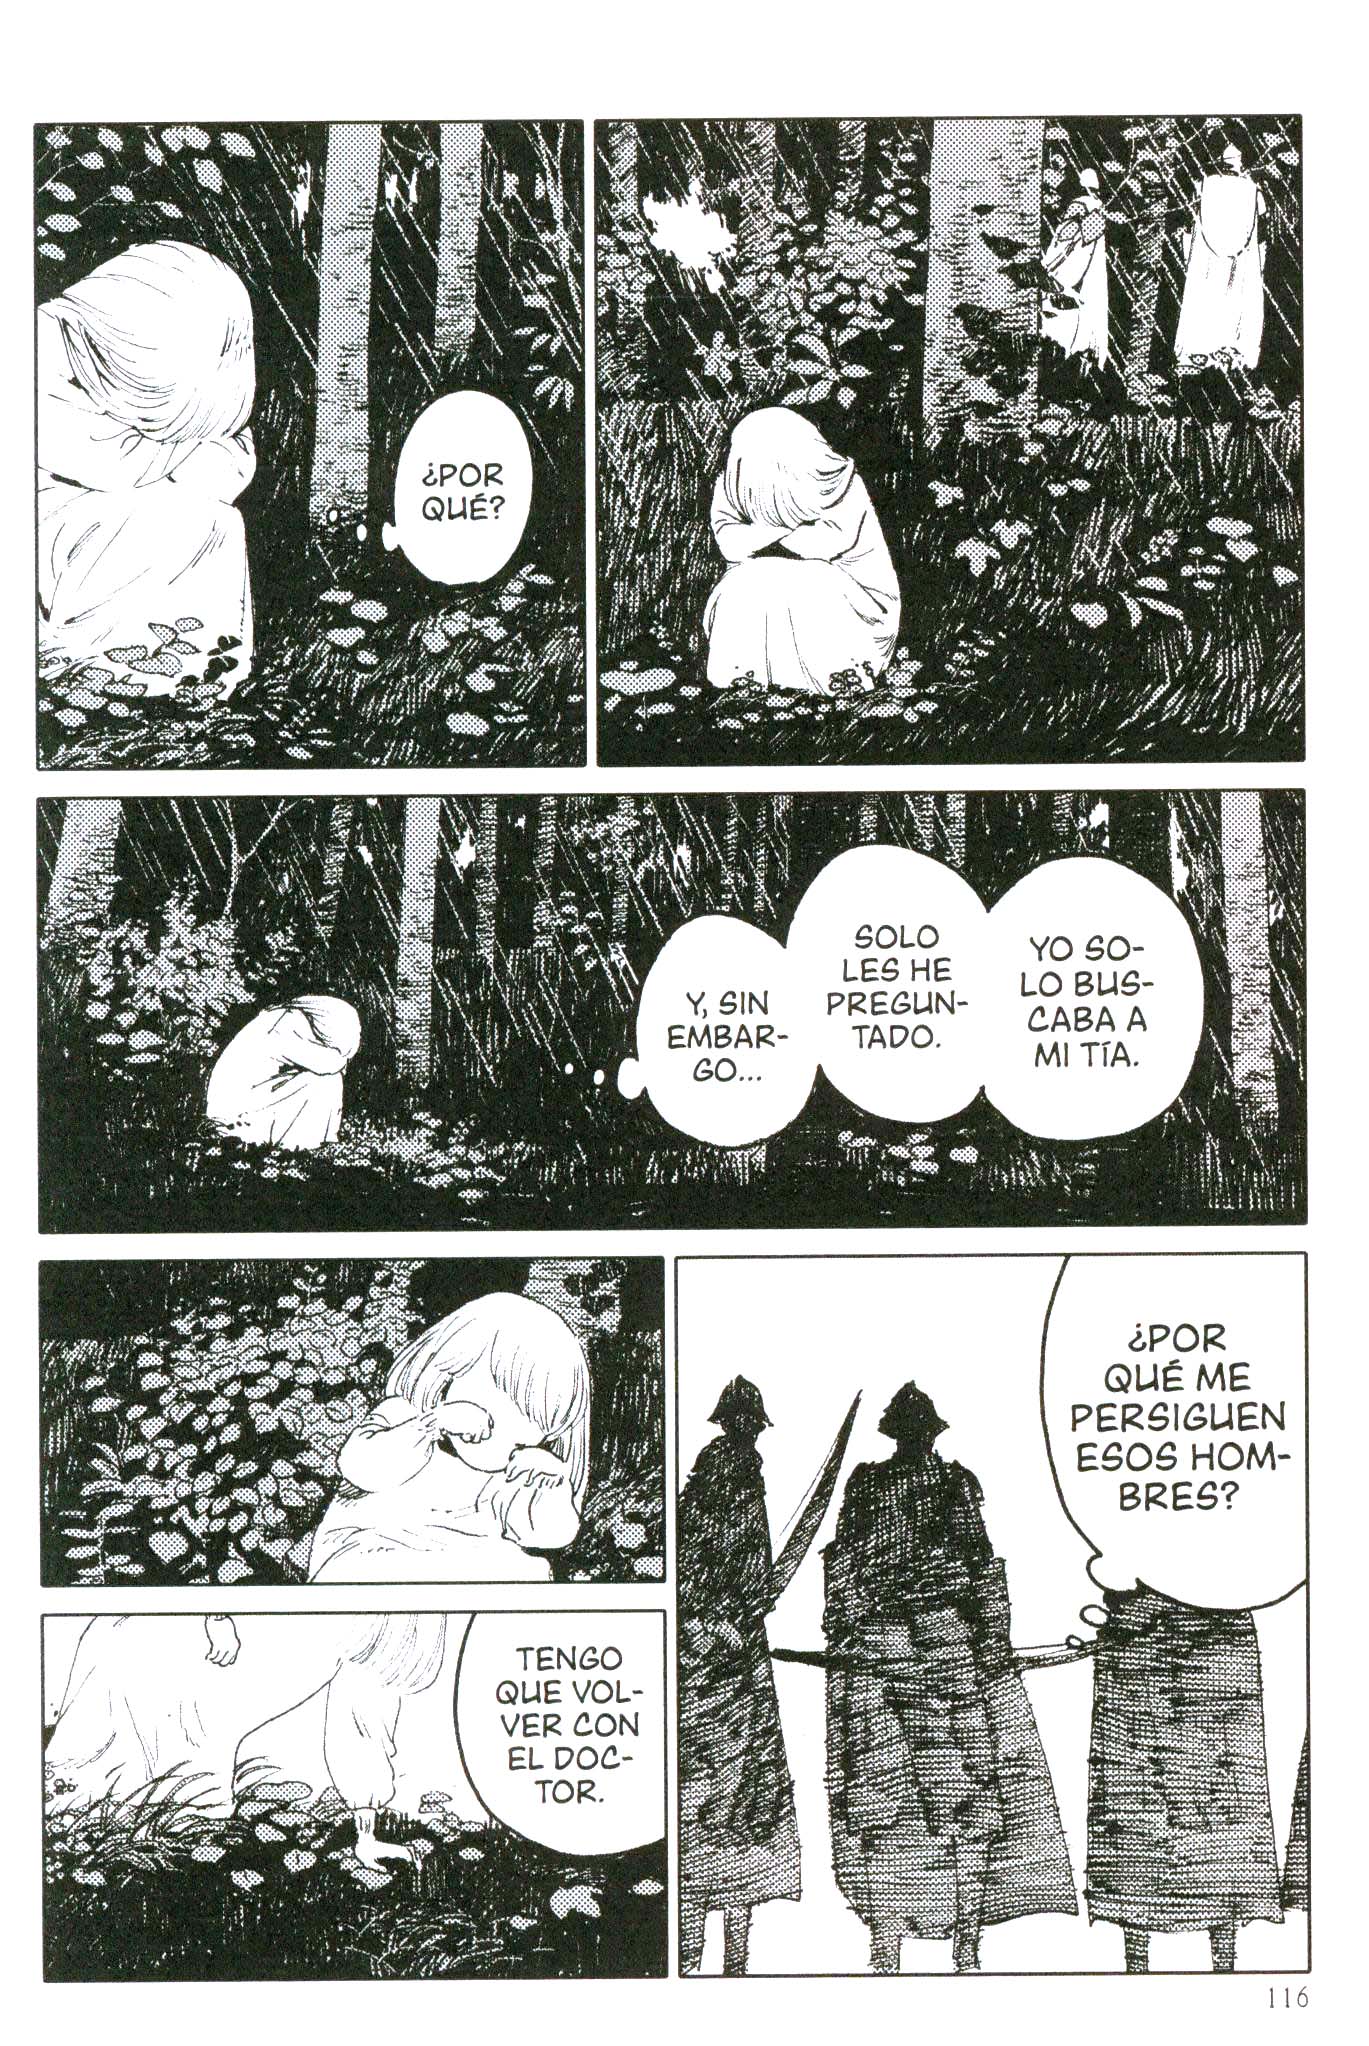 ¿POR
QUÉ?
YO SO-
LO BUS-
CABA A
MI TÍA.
SOLO
LES HE
PREGUN-
TADO.
Y, SIN
EMBAR-
GO...
¿POR
QUÉ ME
PERSIGUEN
ESOS HOM-
BRES?
TENGO
QUE VOL-
VER CON
EL DOC-
TOR.
116